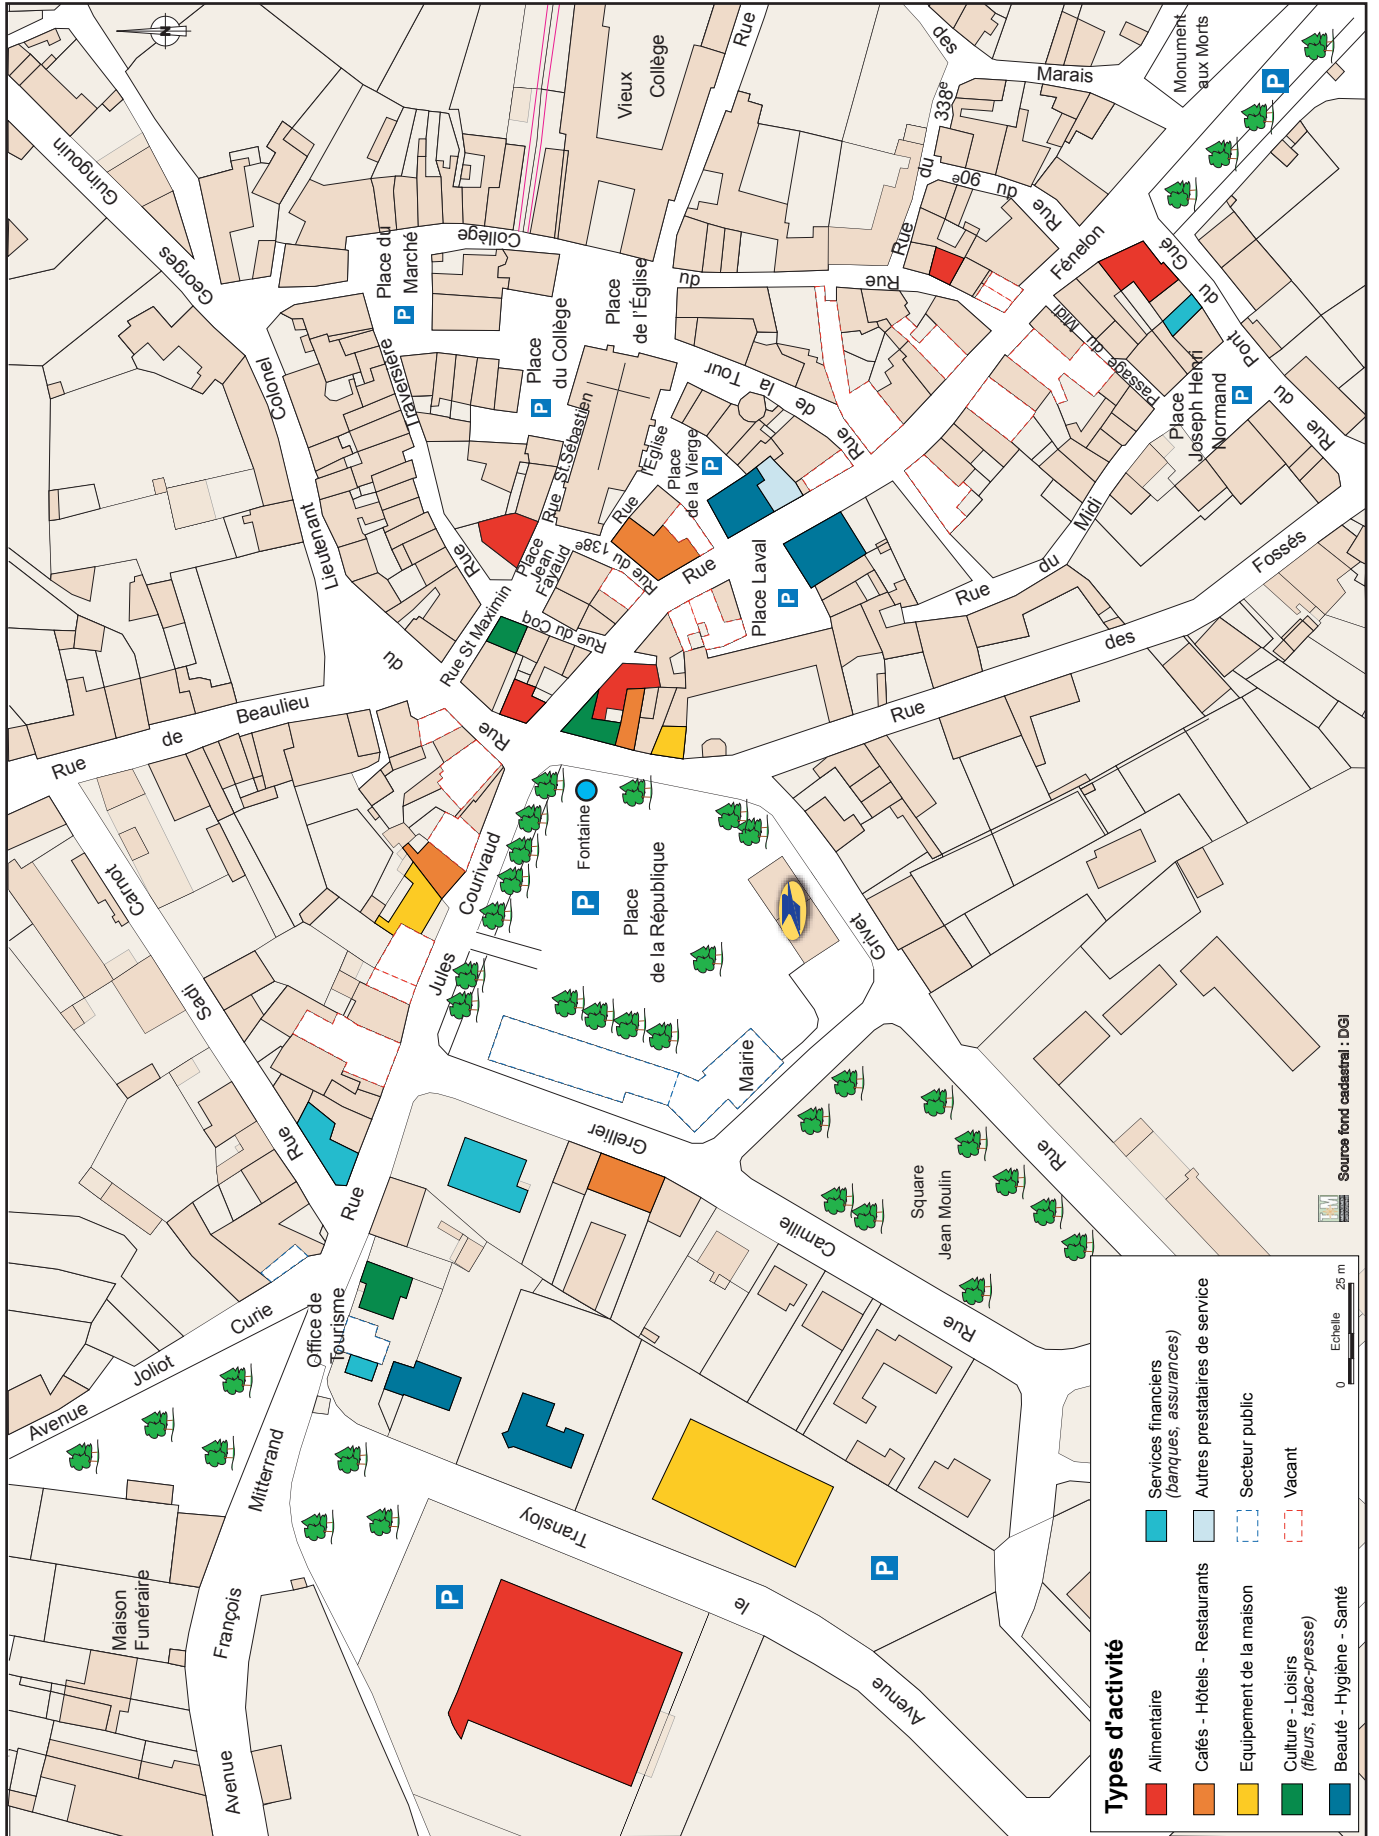 Avenue
François
Mitterrand
Maison
Funéraire
Avenue
Joliot
Curie
Office de
Tourisme
Avenue
le
Transloy
Rue
Sadi
Carnot
Rue
Jules
Courivaud
Rue
Camille
Grellier
Mairie
Square
Jean Moulin
Rue
Grivet
Place
de la République
Fontaine
P
P
P
Rue
de
Beaulieu
Rue
du
Lieutenant
Colonel
Georges
Guingouin
Rue St Maximin
Rue du Coq
Rue
Traversière
Place
Jean
Fayaud
Rue du 138e
Rue
l'Eglise
Rue St.Sébastien
Place
du Collège
P
Place du
Marché
P
Collège
du
Rue
Vieux
Collège
Rue
Place
de l'Église
Place
de la Vierge
P
Rue
de la Tour
Rue
Fénelon
Place Laval
P
Rue
du
Midi
Rue
des
Fossés
Passage du Midi
Place
Joseph Henri
Normand
P
Rue
du
Pont
du
Gué
Rue
du 90e
Rue
du
338e
des
Marais
Monument
aux Morts
P
N
Types d'activité
Alimentaire
Cafés - Hôtels - Restaurants
Equipement de la maison
Culture - Loisirs
(fleurs, tabac-presse)
Beauté - Hygiène - Santé
Services financiers
(banques, assurances)
Autres prestataires de service
Secteur public
Vacant
Echelle
0 25 m
Source fond cadastral : DGI